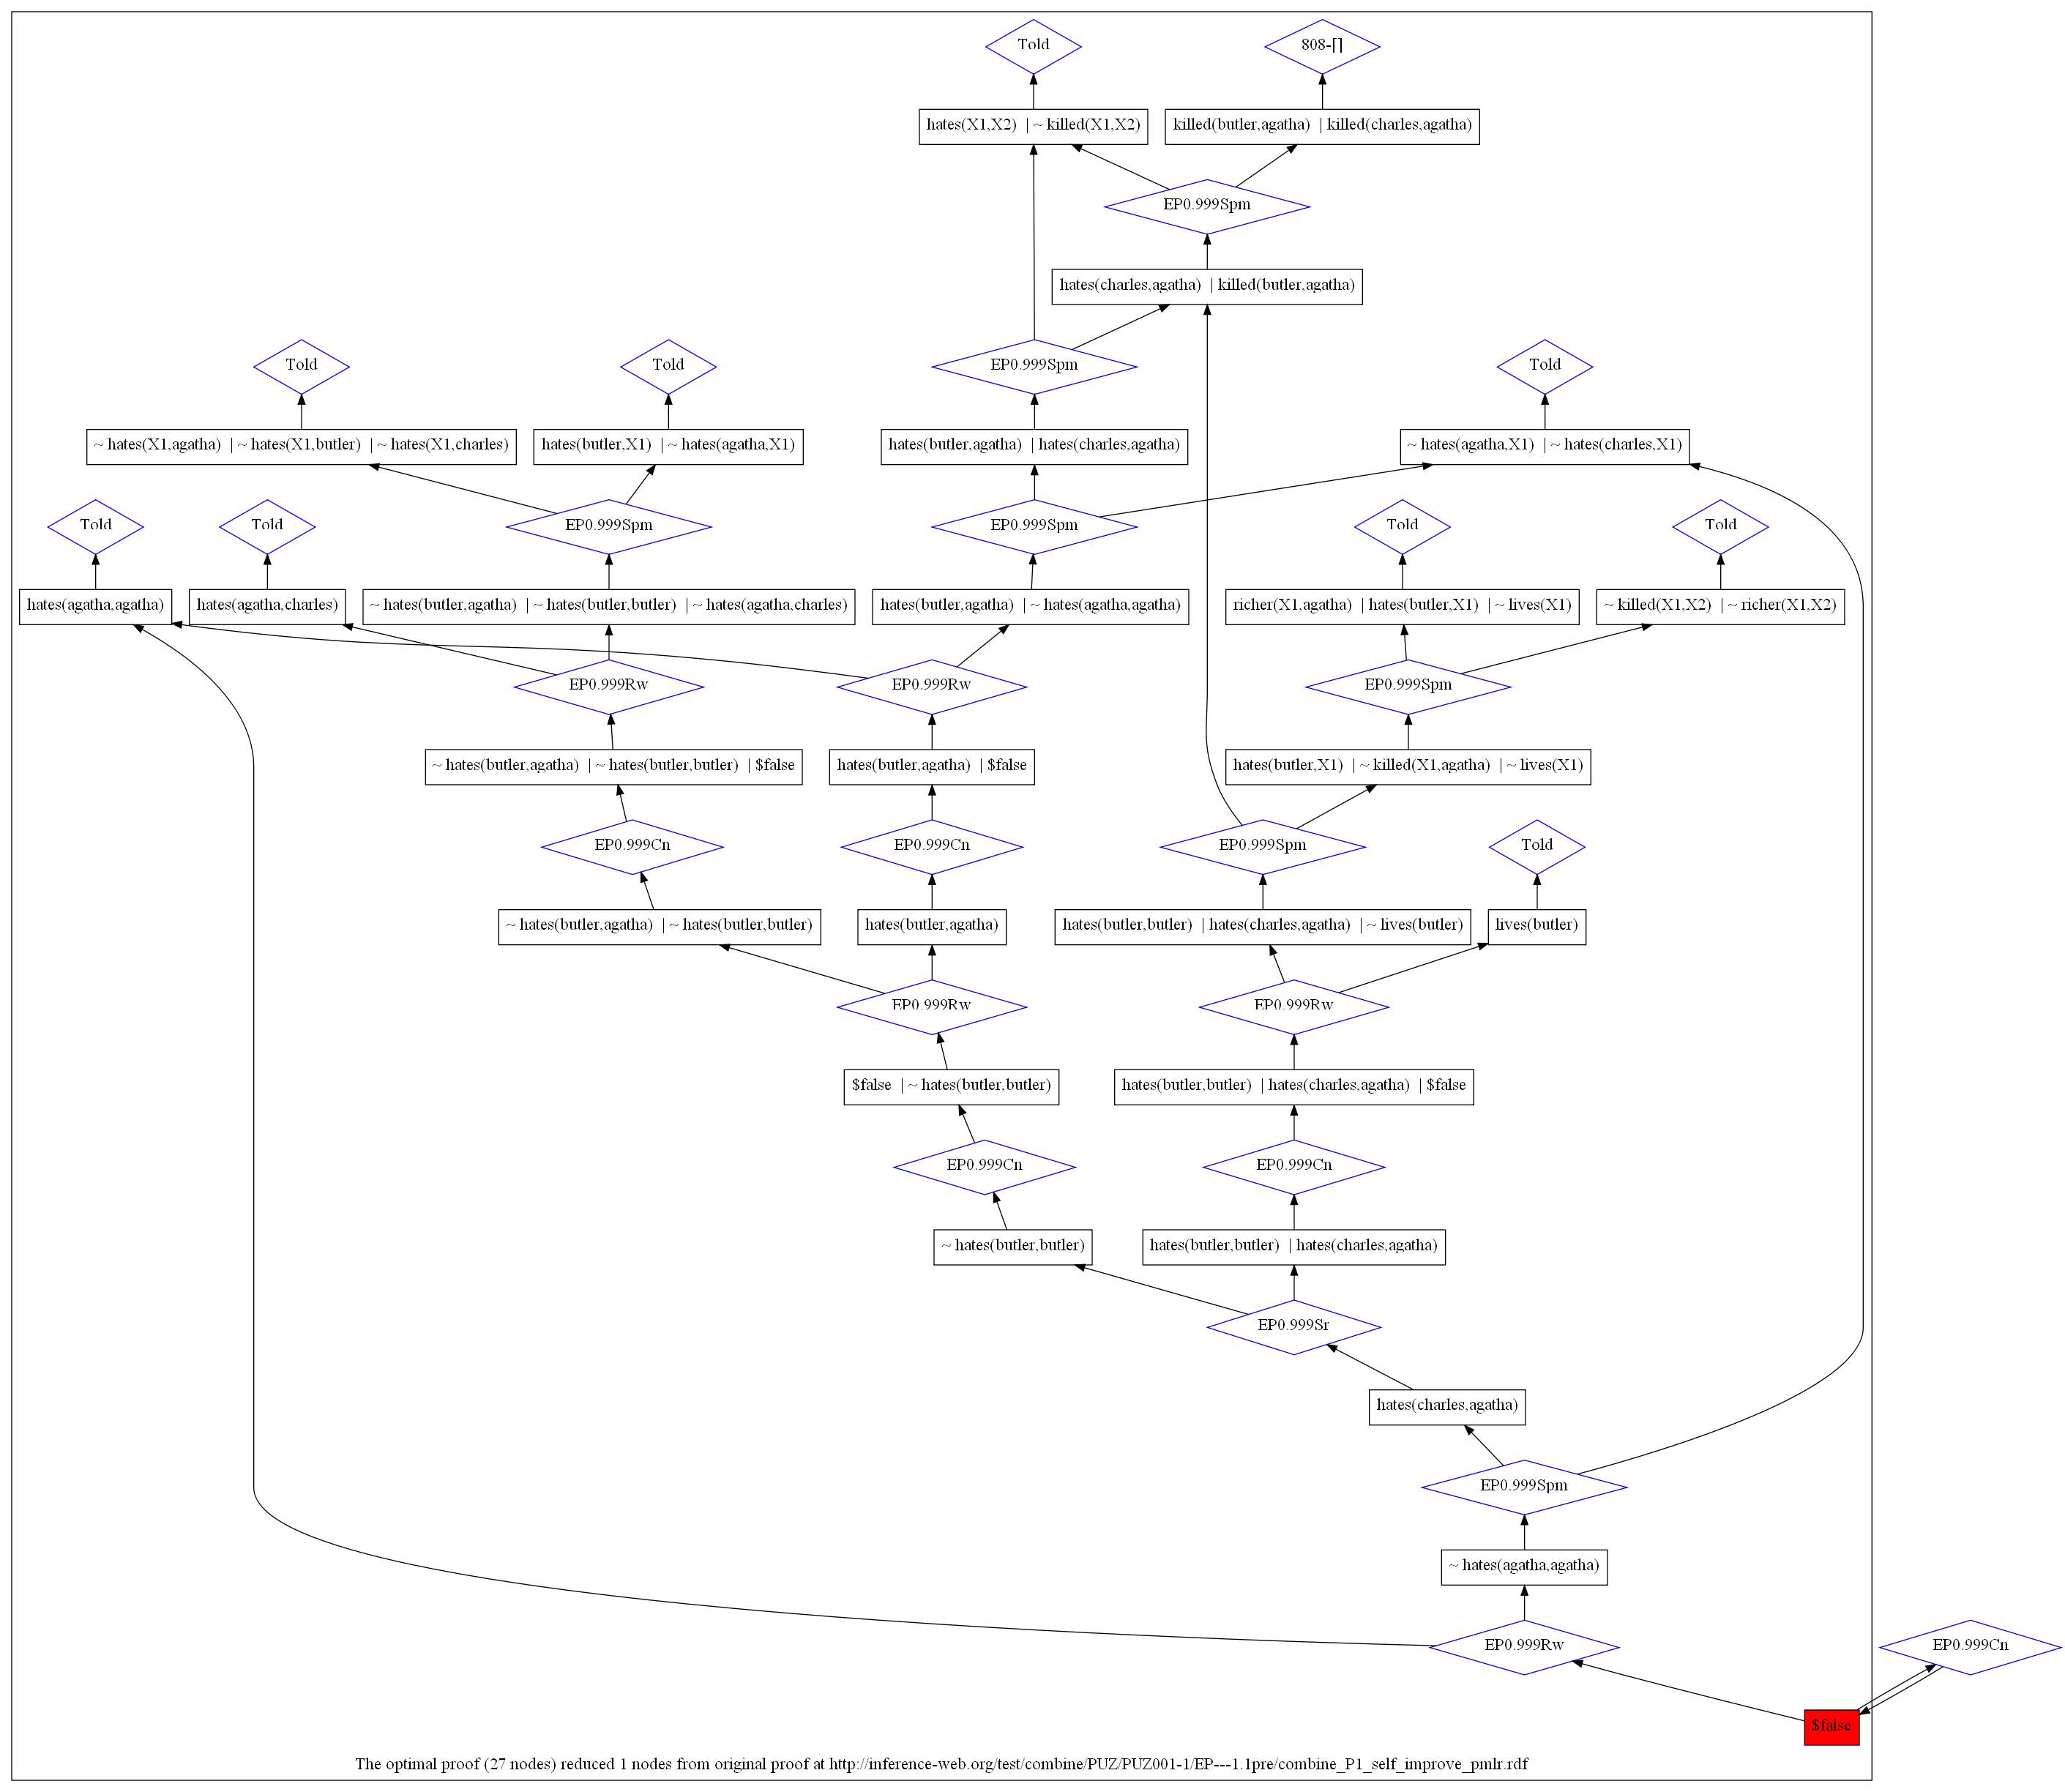 Told
808-[]
hates(X1,X2) | ~ killed(X1,X2)
killed(butler,agatha) | killed(charles,agatha)
EP0.999Spm
hates(charles,agatha) | killed(butler,agatha)
Told
Told
EP0.999Spm
Told
~ hates(X1,agatha) | ~ hates(X1,butler) | ~ hates(X1,charles)
hates(butler,X1) | ~ hates(agatha,X1)
hates(butler,agatha) | hates(charles,agatha)
~ hates(agatha,X1) | ~ hates(charles,X1)
Told
Told
EP0.999Spm
EP0.999Spm
Told
Told
hates(agatha,agatha)
hates(agatha,charles)
~ hates(butler,agatha) | ~ hates(butler,butler) | ~ hates(agatha,charles)
hates(butler,agatha) | ~ hates(agatha,agatha)
richer(X1,agatha) | hates(butler,X1) | ~ lives(X1)
~ killed(X1,X2) | ~ richer(X1,X2)
EP0.999Rw
EP0.999Rw
EP0.999Spm
~ hates(butler,agatha) | ~ hates(butler,butler) | $false
hates(butler,agatha) | $false
hates(butler,X1) | ~ killed(X1,agatha) | ~ lives(X1)
EP0.999Cn
EP0.999Cn
EP0.999Spm
Told
~ hates(butler,agatha) | ~ hates(butler,butler)
hates(butler,agatha)
hates(butler,butler) | hates(charles,agatha) | ~ lives(butler)
lives(butler)
EP0.999Rw
EP0.999Rw
$false | ~ hates(butler,butler)
hates(butler,butler) | hates(charles,agatha) | $false
EP0.999Cn
EP0.999Cn
~ hates(butler,butler)
hates(butler,butler) | hates(charles,agatha)
EP0.999Sr
hates(charles,agatha)
EP0.999Spm
~ hates(agatha,agatha)
EP0.999Rw
EP0.999Cn
$false
The optimal proof (27 nodes) reduced 1 nodes from original proof at http://inference-web.org/test/combine/PUZ/PUZ001-1/EP---1.1pre/combine_P1_self_improve_pmlr.rdf